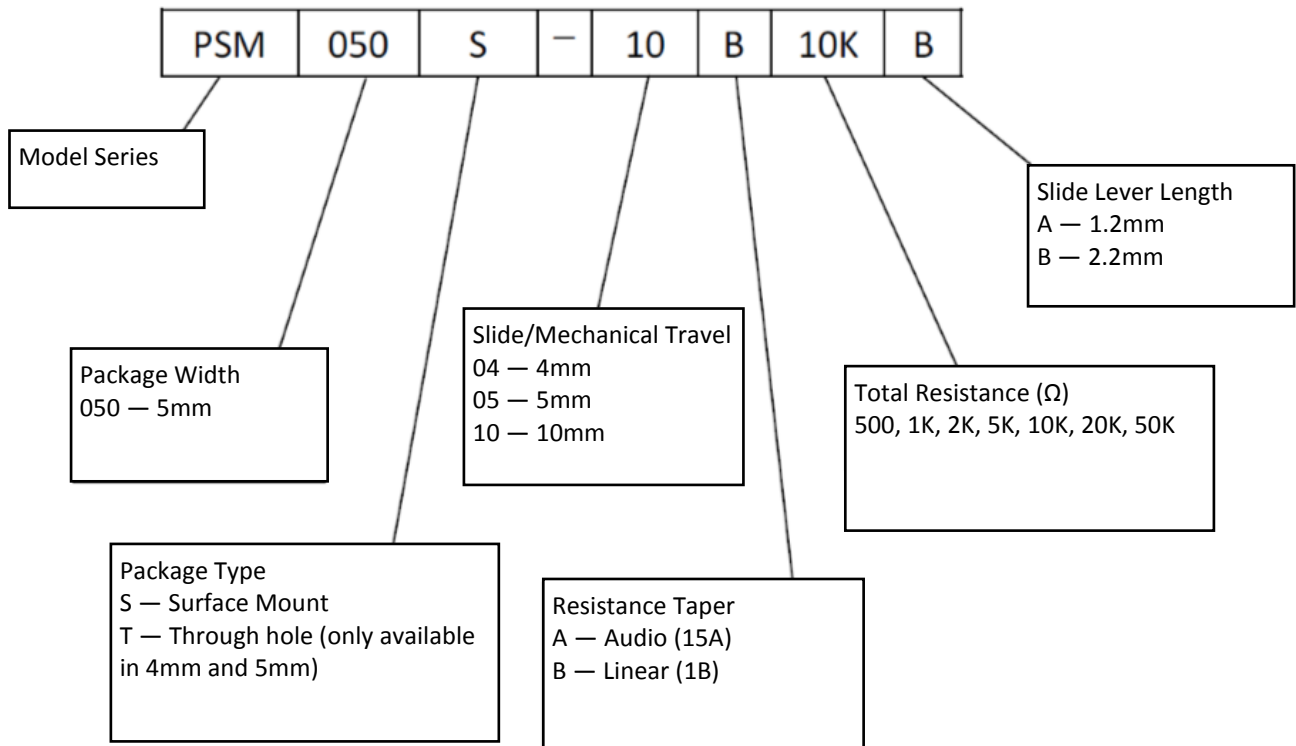 PSM 050 S – 10 B 10K B
Model Series
Slide Lever Length
A — 1.2mm
B — 2.2mm
Slide/Mechanical Travel
04 — 4mm
05 — 5mm
10 — 10mm
Package Width
050 — 5mm
Total Resistance (Ω)
500, 1K, 2K, 5K, 10K, 20K, 50K
Package Type
S — Surface Mount
T — Through hole (only available
in 4mm and 5mm)
Resistance Taper
A — Audio (15A)
B — Linear (1B)